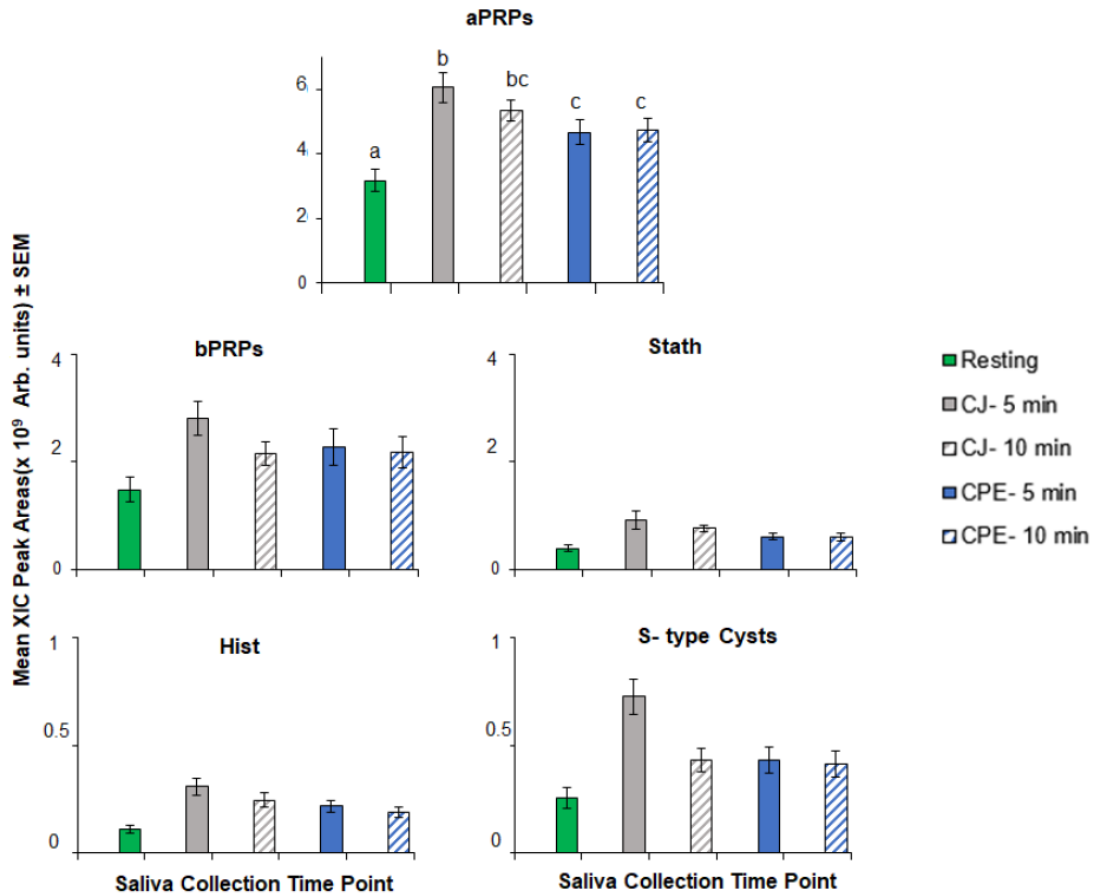 aPRPs
6
4
2
0
a
b
bc
c
c
Mean XIC Peak Areas(x 10⁹ Arb. units) ± SEM
bPRPs
4
2
0
Stath
4
2
0
Resting
CJ- 5 min
CJ- 10 min
CPE- 5 min
CPE- 10 min
Hist
1
0.5
0
Saliva Collection Time Point
S- type Cysts
1
0.5
0
Saliva Collection Time Point